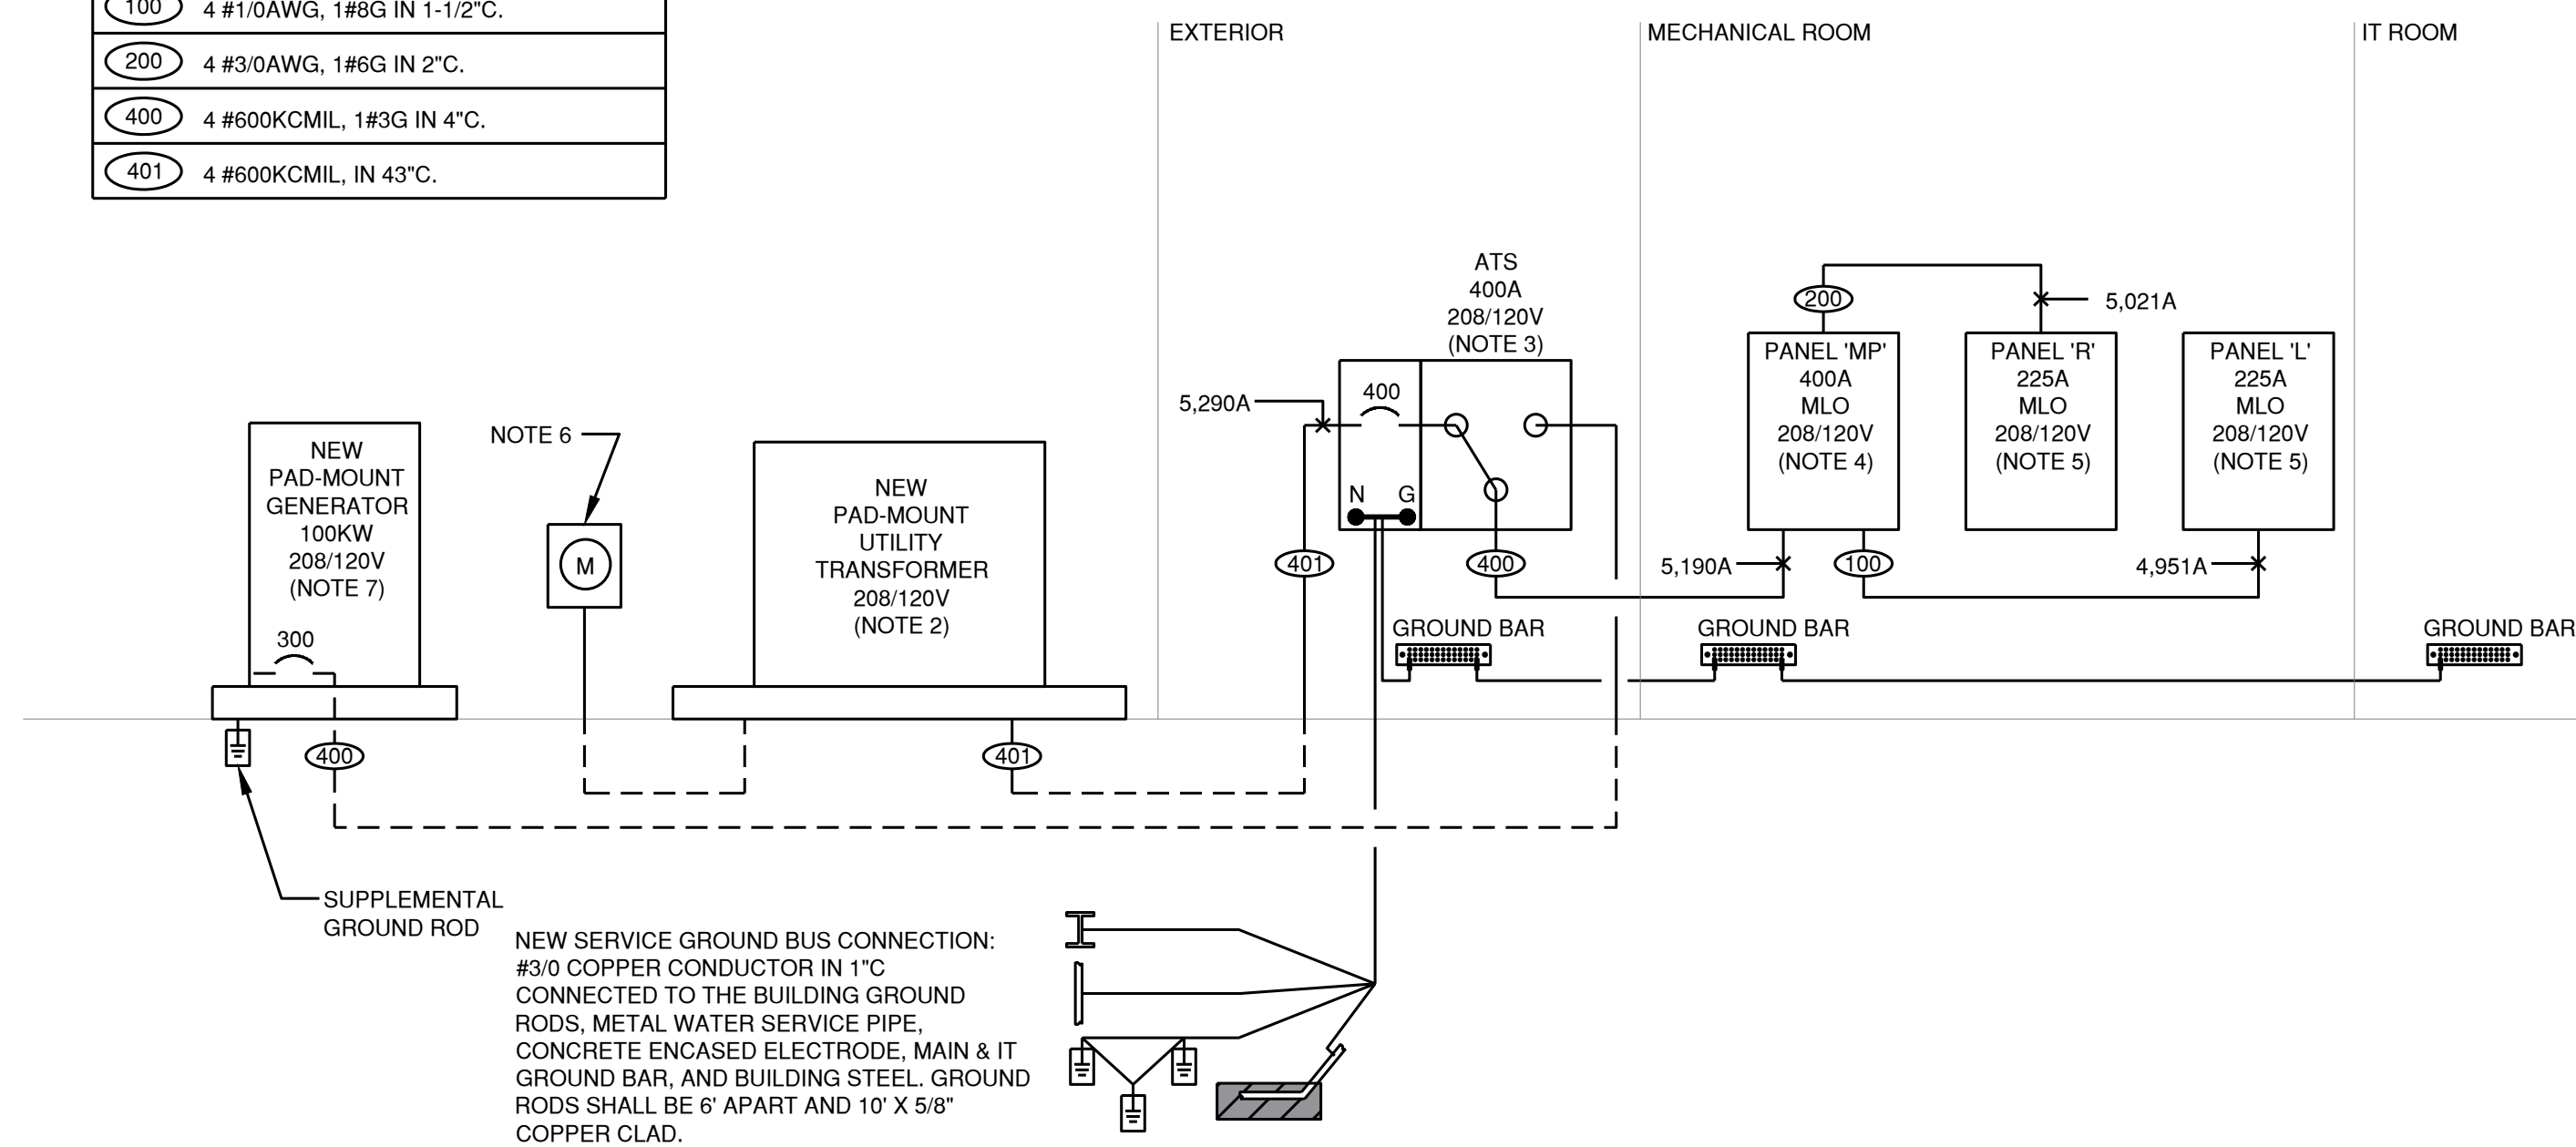 100 4 #1/0AWG, 1#8G IN 1-1/2"C.
200 4 #3/0AWG, 1#6G IN 2"C.
400 4 #600KCMIL, 1#3G IN 4"C.
401 4 #600KCMIL, IN 43"C.
EXTERIOR
MECHANICAL ROOM
IT ROOM
NEW
PAD-MOUNT
GENERATOR
100KW
208/120V
(NOTE 7)
300
400
SUPPLEMENTAL
GROUND ROD
NOTE 6
M
NEW
PAD-MOUNT
UTILITY
TRANSFORMER
208/120V
(NOTE 2)
401
ATS
400A
208/120V
(NOTE 3)
5,290A
400
N G
401
400
GROUND BAR
200
5,021A
PANEL 'MP'
400A
MLO
208/120V
(NOTE 4)
PANEL 'R'
225A
MLO
208/120V
(NOTE 5)
PANEL 'L'
225A
MLO
208/120V
(NOTE 5)
5,190A
100
4,951A
GROUND BAR
GROUND BAR
NEW SERVICE GROUND BUS CONNECTION:
#3/0 COPPER CONDUCTOR IN 1"C
CONNECTED TO THE BUILDING GROUND
RODS, METAL WATER SERVICE PIPE,
CONCRETE ENCASED ELECTRODE, MAIN & IT
GROUND BAR, AND BUILDING STEEL. GROUND
RODS SHALL BE 6' APART AND 10' X 5/8"
COPPER CLAD.